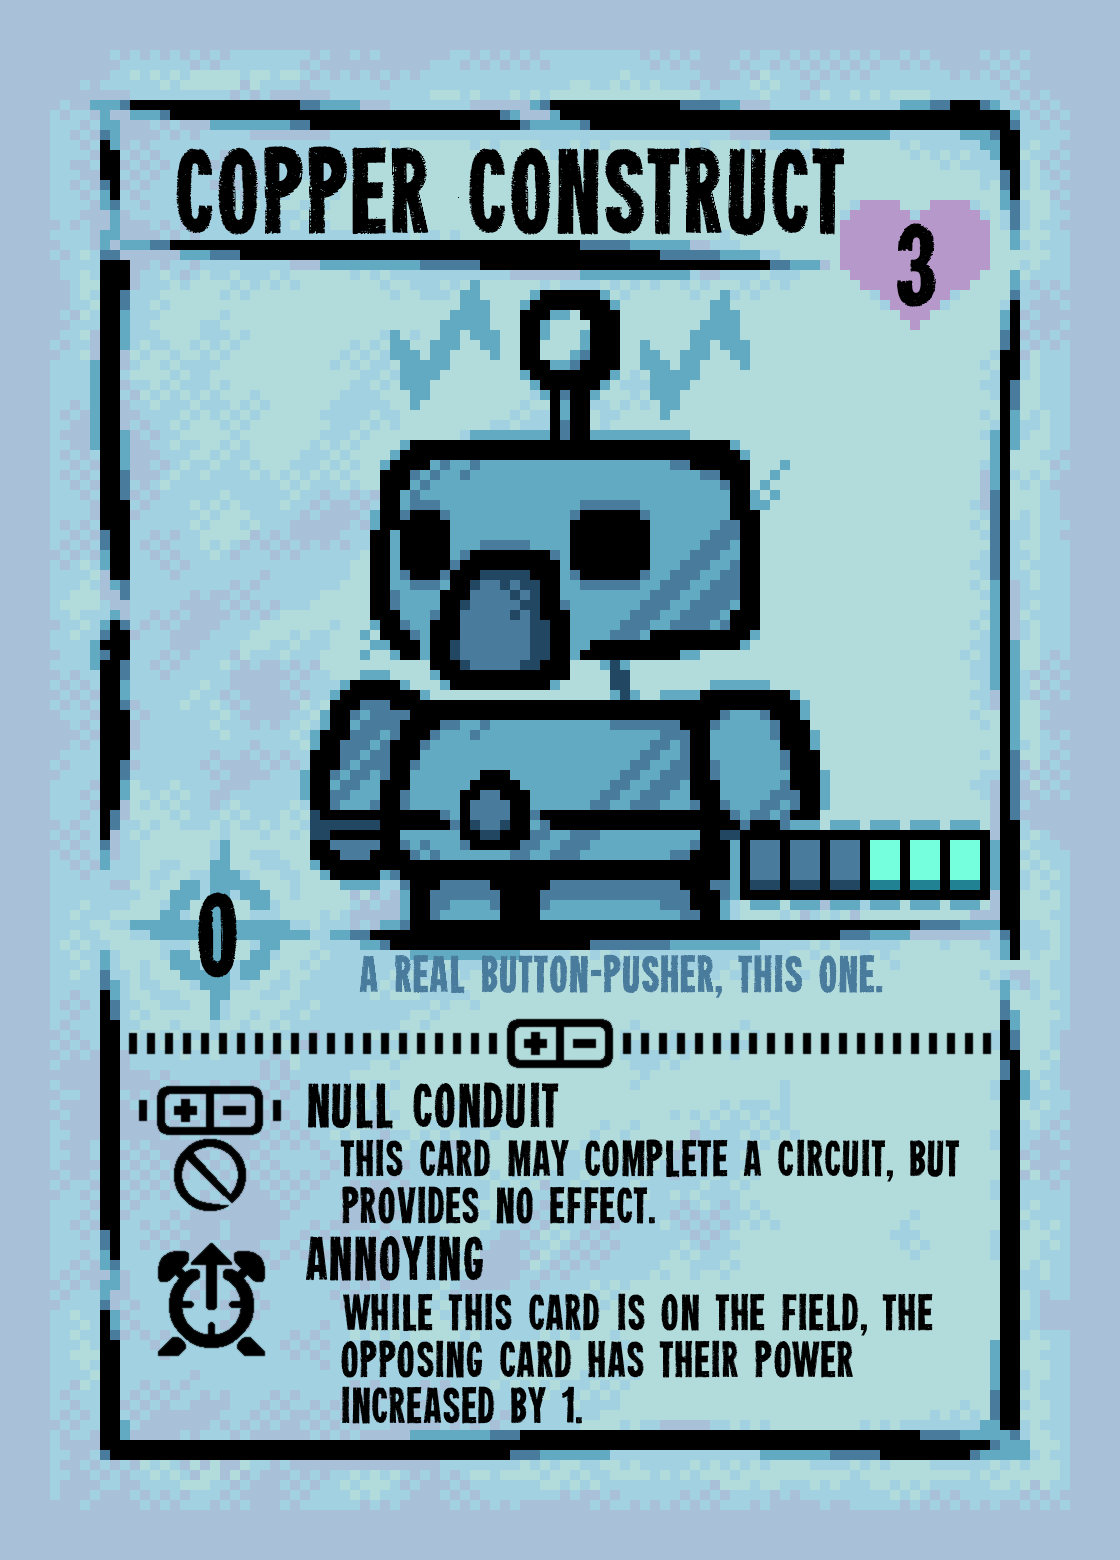 COPPER CONSTRUCT
3
0
A REAL BUTTON-PUSHER, THIS ONE.
NULL CONDUIT
THIS CARD MAY COMPLETE A CIRCUIT, BUT
PROVIDES NO EFFECT.
ANNOYING
WHILE THIS CARD IS ON THE FIELD, THE
OPPOSING CARD HAS THEIR POWER
INCREASED BY 1.